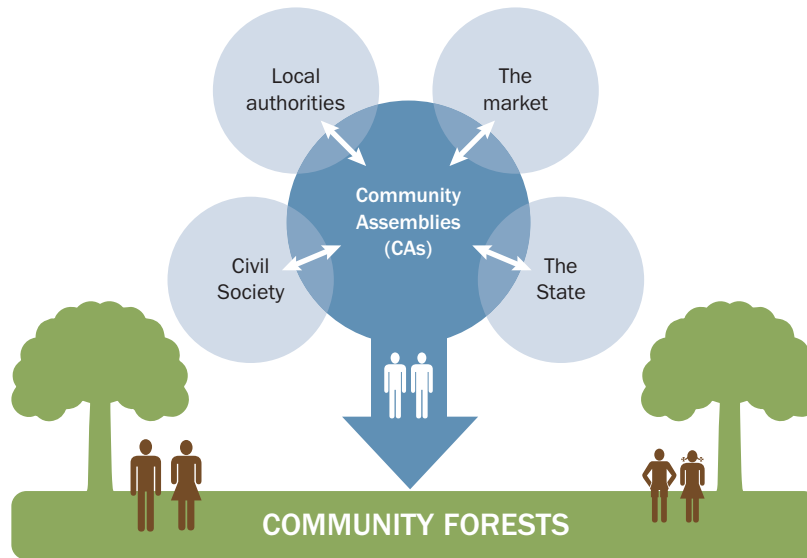 Local
authorities
The
market
Community
Assemblies
(CAs)
Civil
Society
The
State
COMMUNITY FORESTS